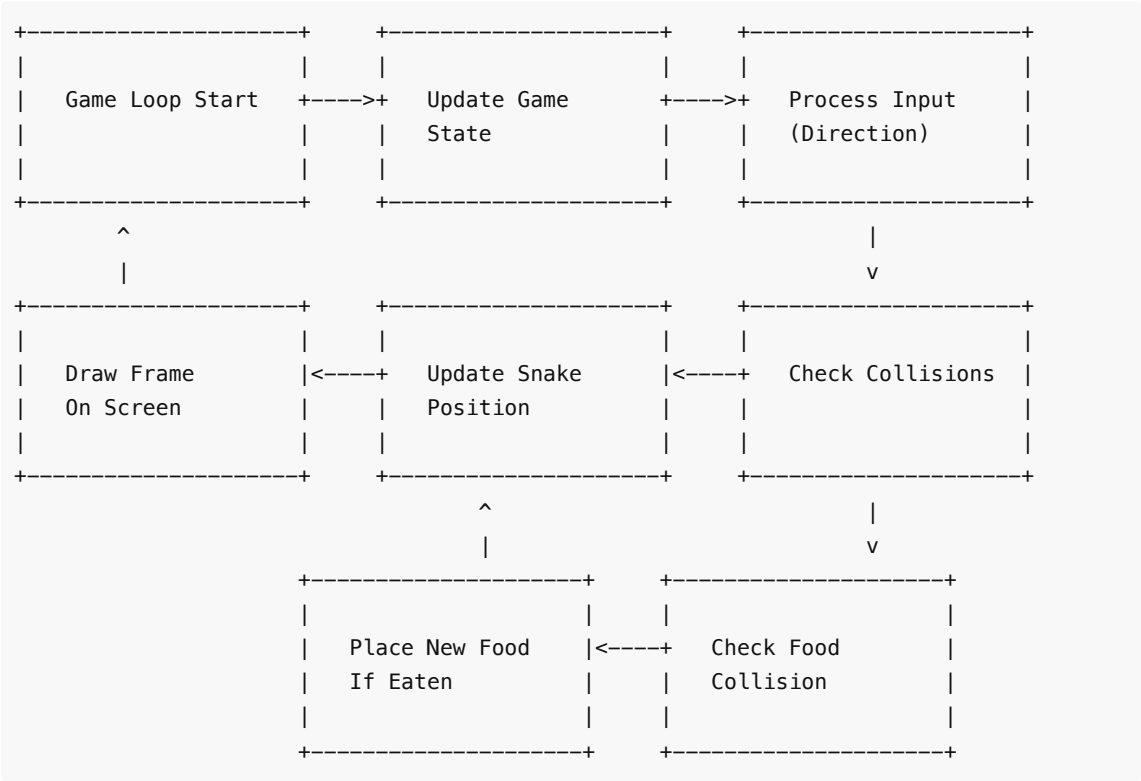 +---------------------+     +---------------------+     +---------------------+
|                     |     |                     |     |                     |
|   Game Loop Start   +---->+   Update Game       +---->+   Process Input     |
|                     |     |   State             |     |   (Direction)       |
|                     |     |                     |     |                     |
+---------------------+     +---------------------+     +---------------------+
        ^                                                         |
        |                                                         v
+---------------------+     +---------------------+     +---------------------+
|                     |     |                     |     |                     |
|   Draw Frame        |<----+   Update Snake      |<----+   Check Collisions  |
|   On Screen         |     |   Position          |     |                     |
|                     |     |                     |     |                     |
+---------------------+     +---------------------+     +---------------------+
                                    ^                             |
                                    |                             v
                      +---------------------+     +---------------------+
                      |                     |     |                     |
                      |   Place New Food    |<----+   Check Food        |
                      |   If Eaten          |     |   Collision         |
                      |                     |     |                     |
                      +---------------------+     +---------------------+